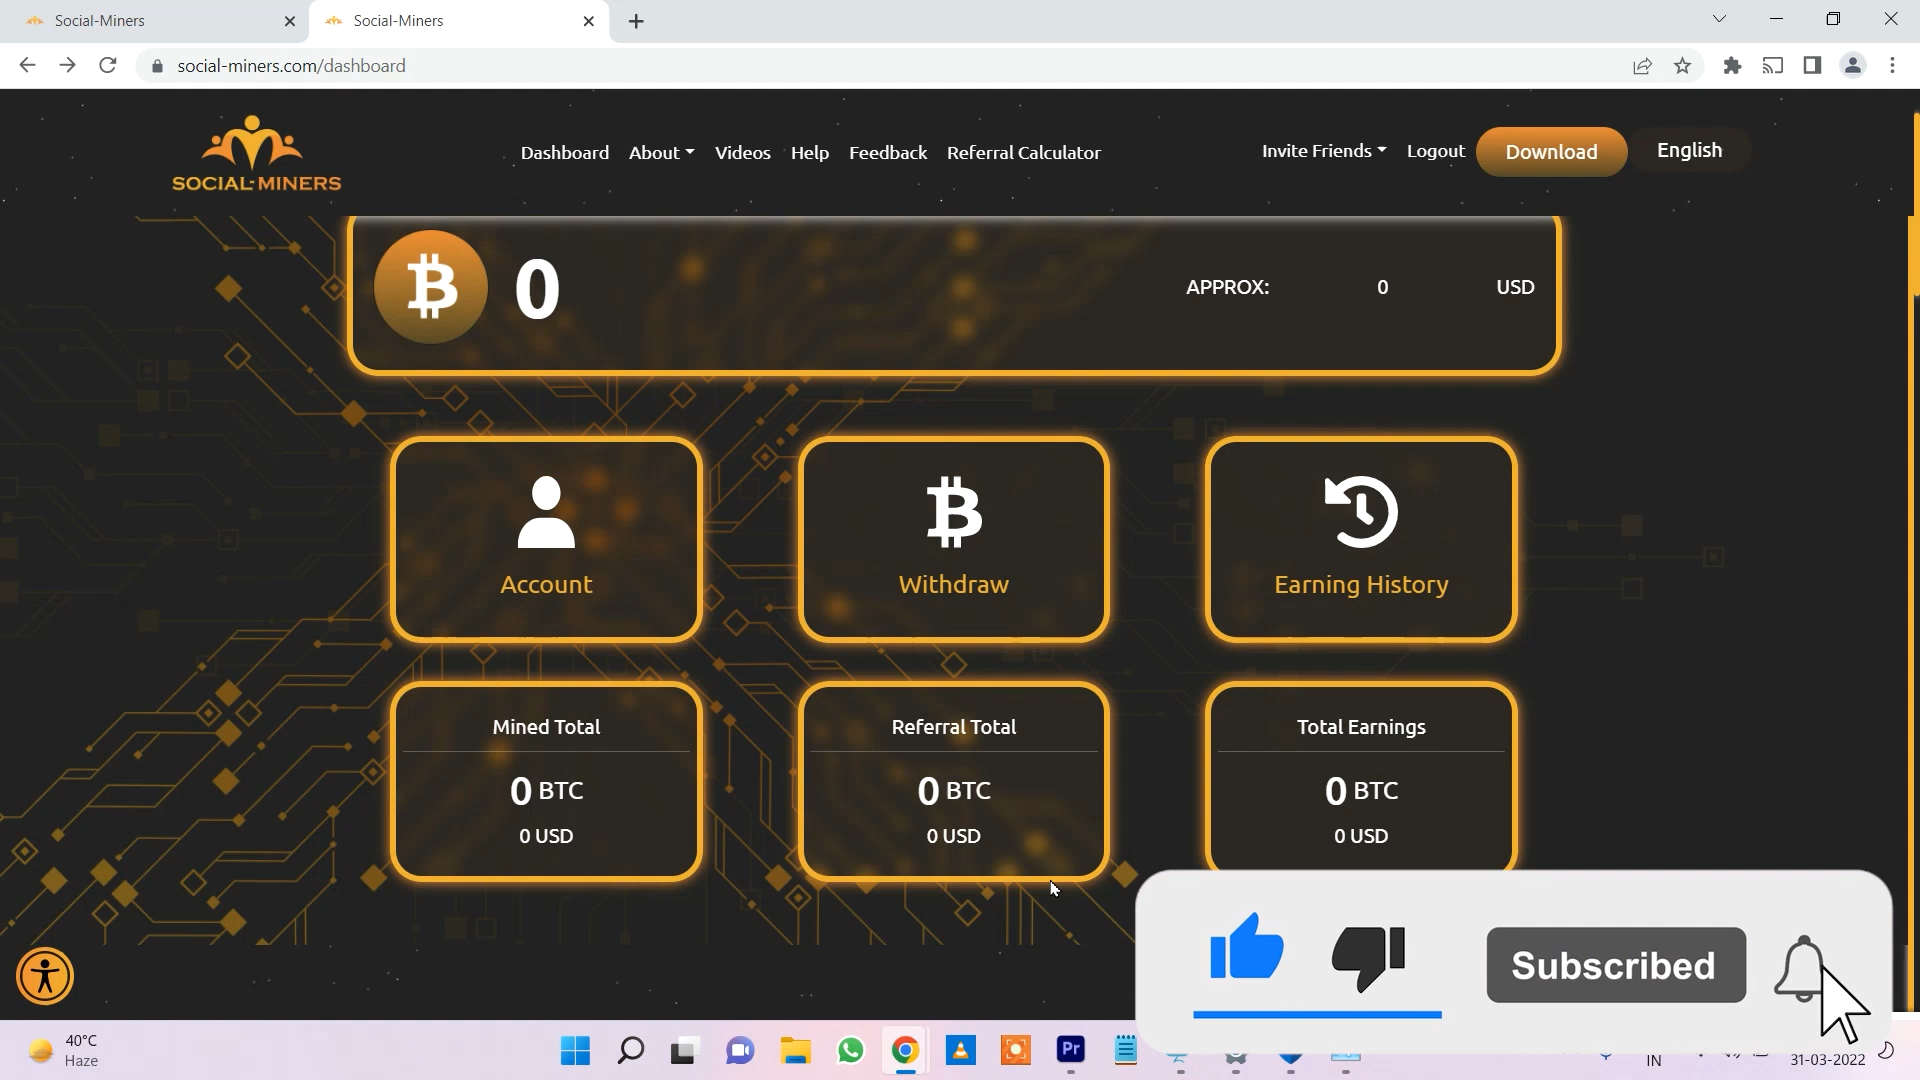 Social-Miners
Social-Miners
social-miners.com/dashboard
SOCIAL-MINERS
Dashboard
About
Videos
Help
Feedback
Referral Calculator
Invite Friends
Logout
Download
English
0
APPROX:
0
USD
Account
Withdraw
Earning History
Mined Total
0 BTC
0 USD
Referral Total
0 BTC
0 USD
Total Earnings
0 BTC
0 USD
Subscribed
40°C
Haze
Pr
IN
31-03-2022